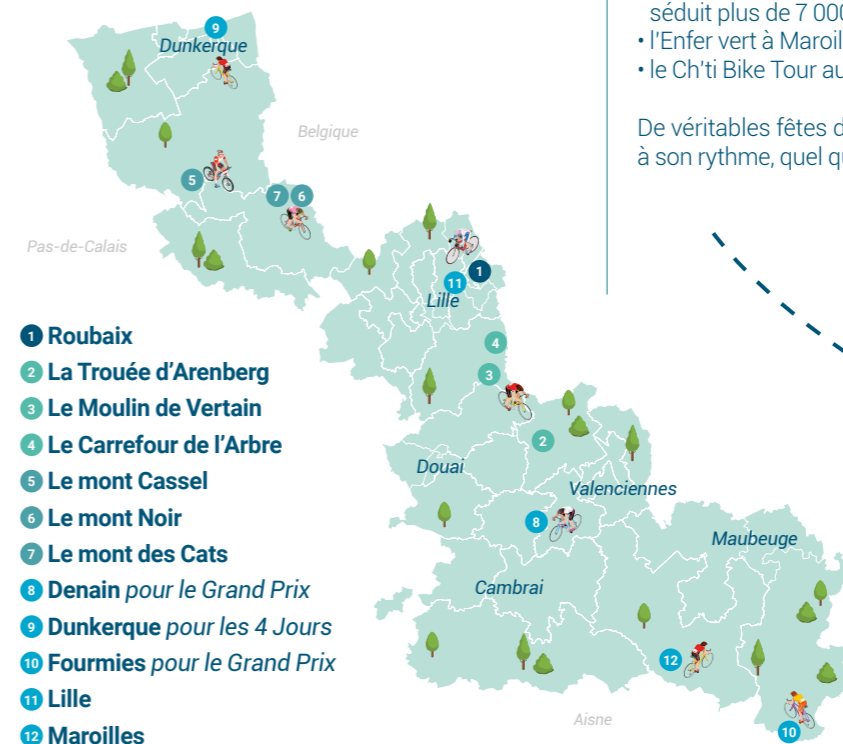 séduit plus de 7 000
• l'Enfer vert à Maroil
• le Ch'ti Bike Tour au
De véritables fêtes d
à son rythme, quel qu
9
Dunkerque
Belgique
5
7 6
Pas-de-Calais
1
11
Lille
4
3
2
Douai
Valenciennes
8
Maubeuge
Cambrai
12
Aisne
10
1 Roubaix
2 La Trouée d'Arenberg
3 Le Moulin de Vertain
4 Le Carrefour de l'Arbre
5 Le mont Cassel
6 Le mont Noir
7 Le mont des Cats
8 Denain pour le Grand Prix
9 Dunkerque pour les 4 Jours
10 Fourmies pour le Grand Prix
11 Lille
12 Maroilles